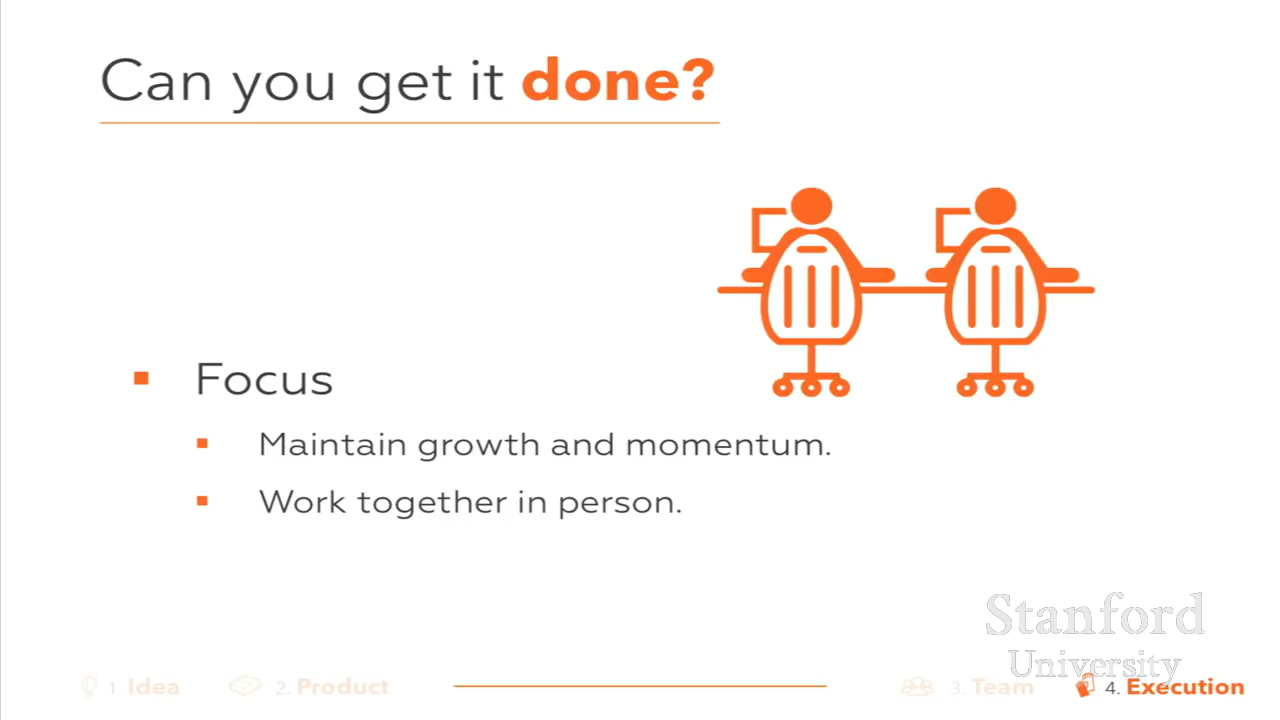 Can you get it done?
Focus
Maintain growth and momentum.
Work together in person.
Stanford
University
1. Idea
2. Product
3. Team
4. Execution